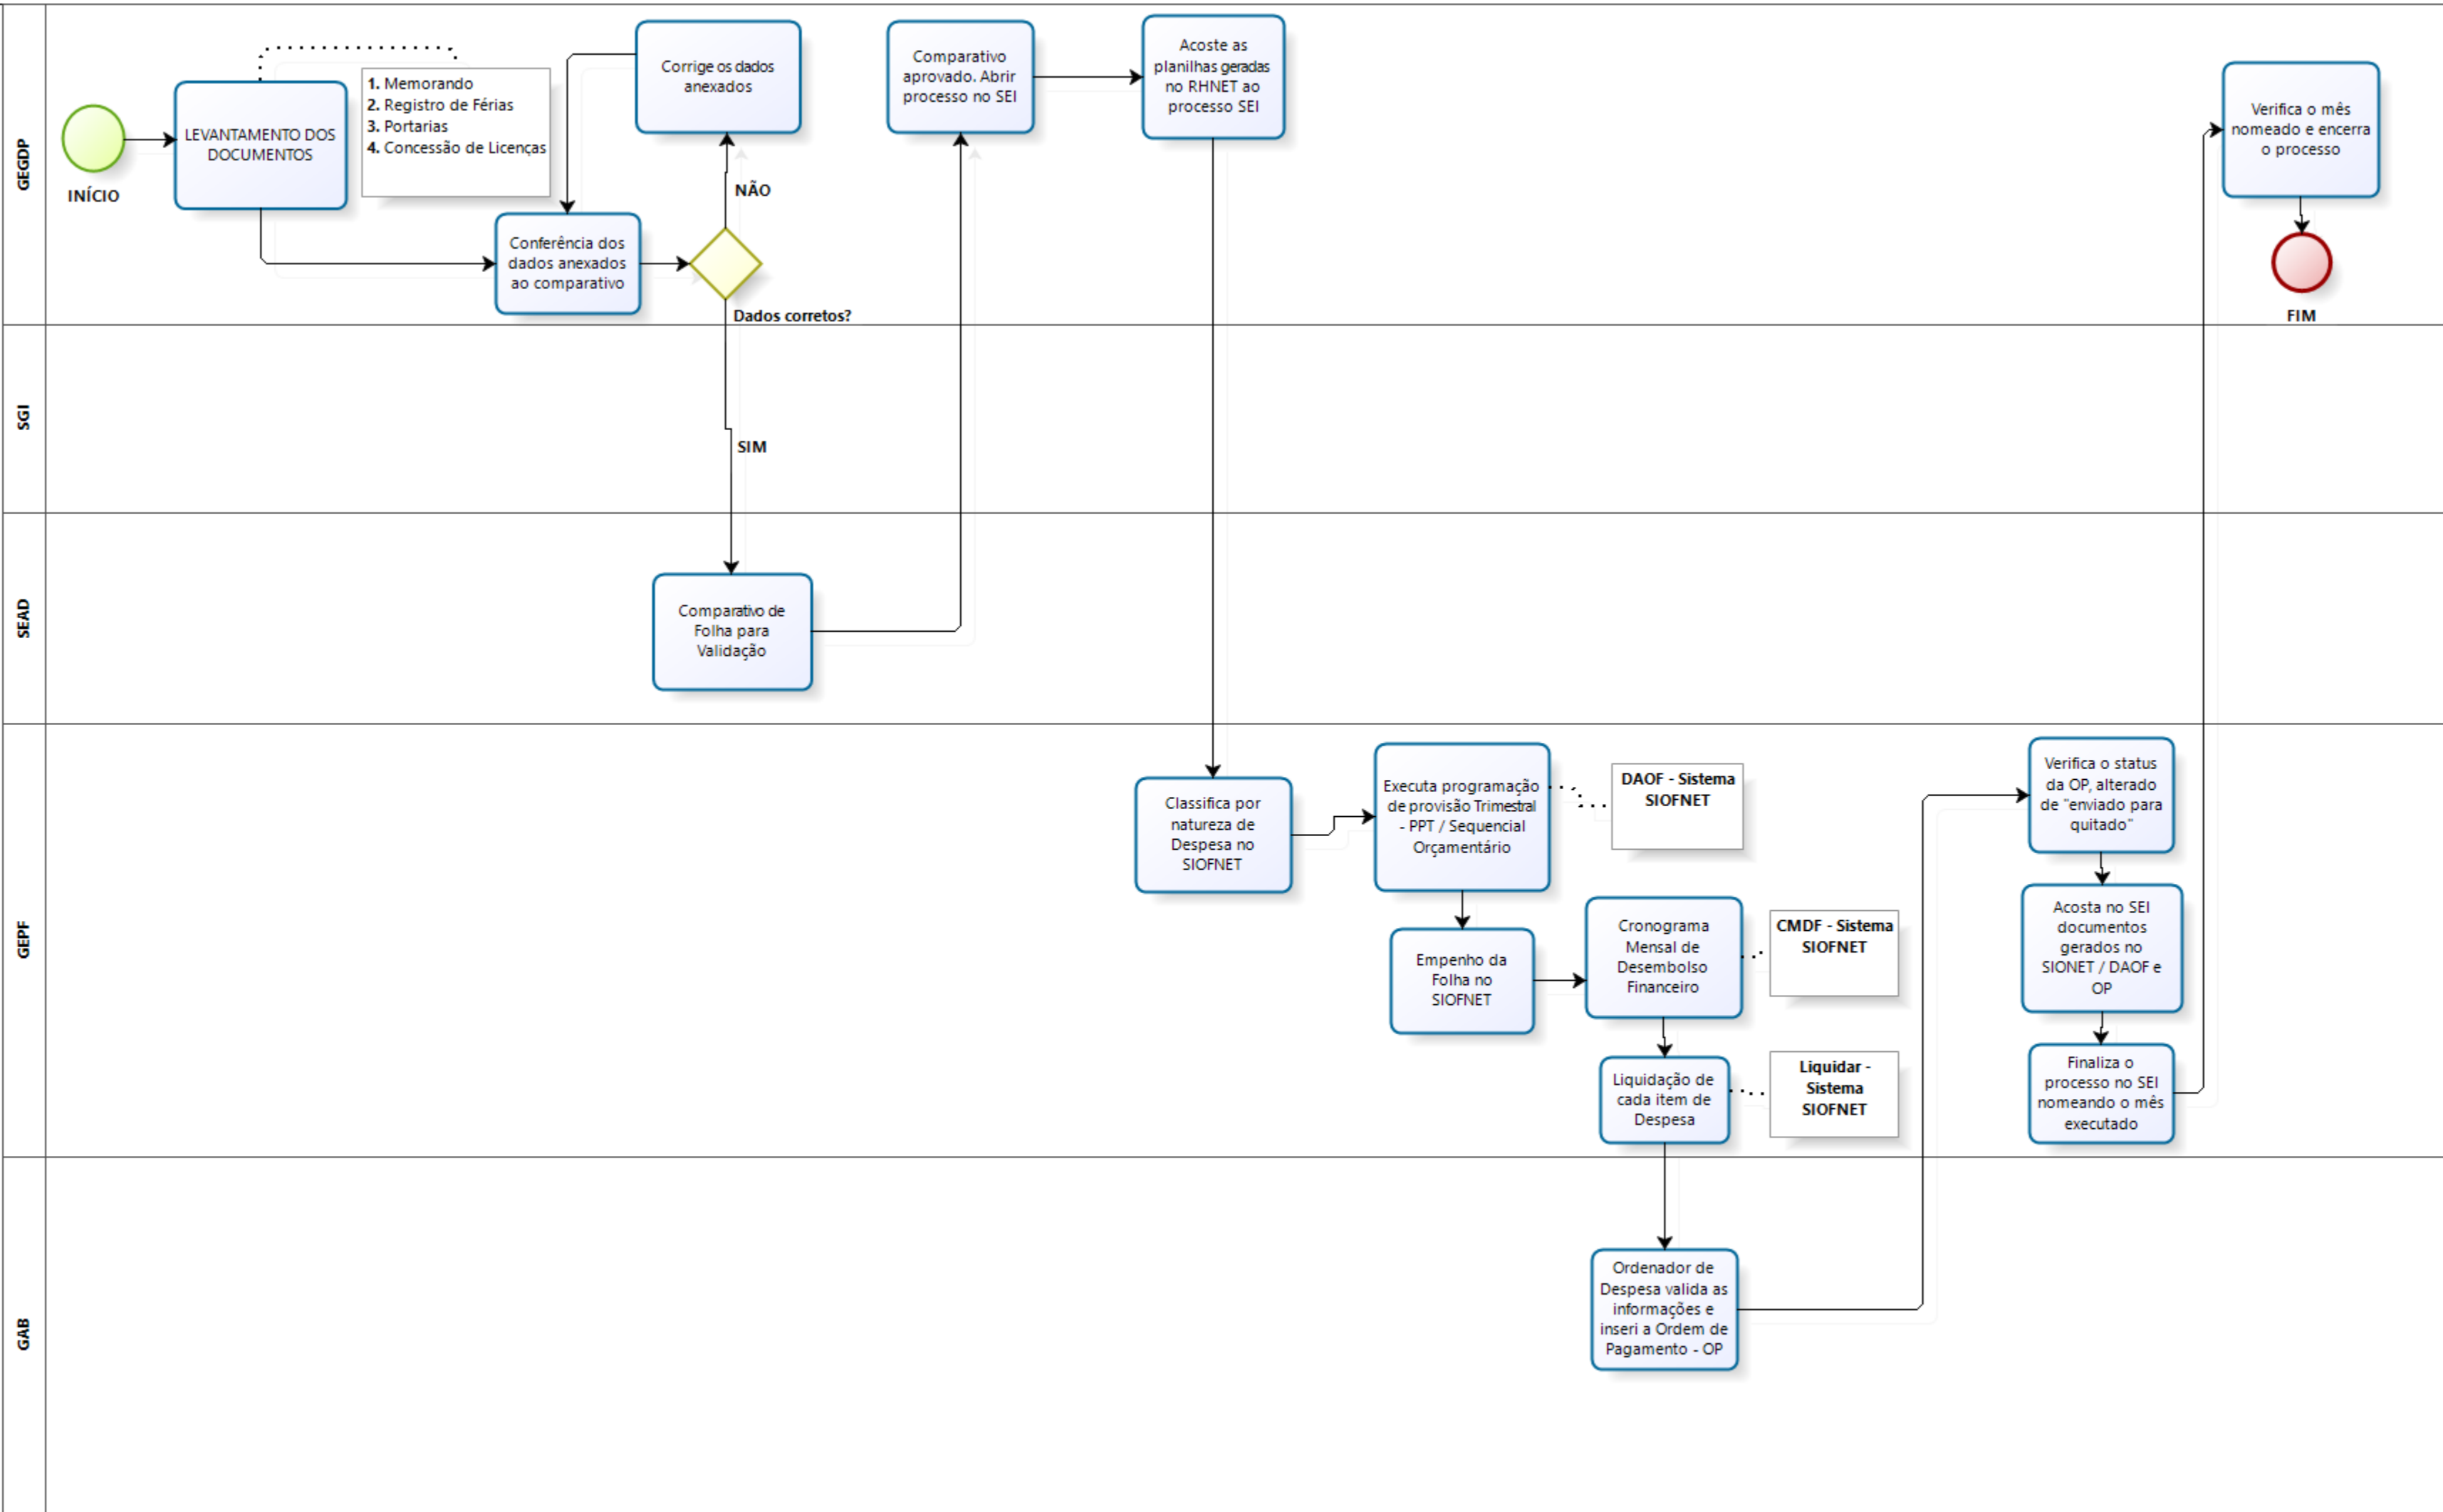 GEGDP
INÍCIO
LEVANTAMENTO DOS
DOCUMENTOS
1. Memorando
2. Registro de Férias
3. Portarias
4. Concessão de Licenças
Conferência dos
dados anexados
ao comparativo
Corrige os dados
anexados
NÃO
Dados corretos?
SIM
Comparativo
aprovado. Abrir
processo no SEI
Acoste as
planilhas geradas
no RHNET ao
processo SEI
Verifica o mês
nomeado e encerra
o processo
FIM
SGI
SEAD
Comparativo de
Folha para
Validação
GEPF
Classifica por
natureza de
Despesa no
SIOFNET
Executa programação
de provisão Trimestral
- PPT / Sequencial
Orçamentário
DAOF - Sistema
SIOFNET
Empenho da
Folha no
SIOFNET
Cronograma
Mensal de
Desembolso
Financeiro
CMDF - Sistema
SIOFNET
Liquidação de
cada item de
Despesa
Liquidar -
Sistema
SIOFNET
Verifica o status
da OP, alterado
de "enviado para
quitado"
Acosta no SEI
documentos
gerados no
SIONET / DAOF e
OP
Finaliza o
processo no SEI
nomeando o mês
executado
GAB
Ordenador de
Despesa valida as
informações e
inseri a Ordem de
Pagamento - OP